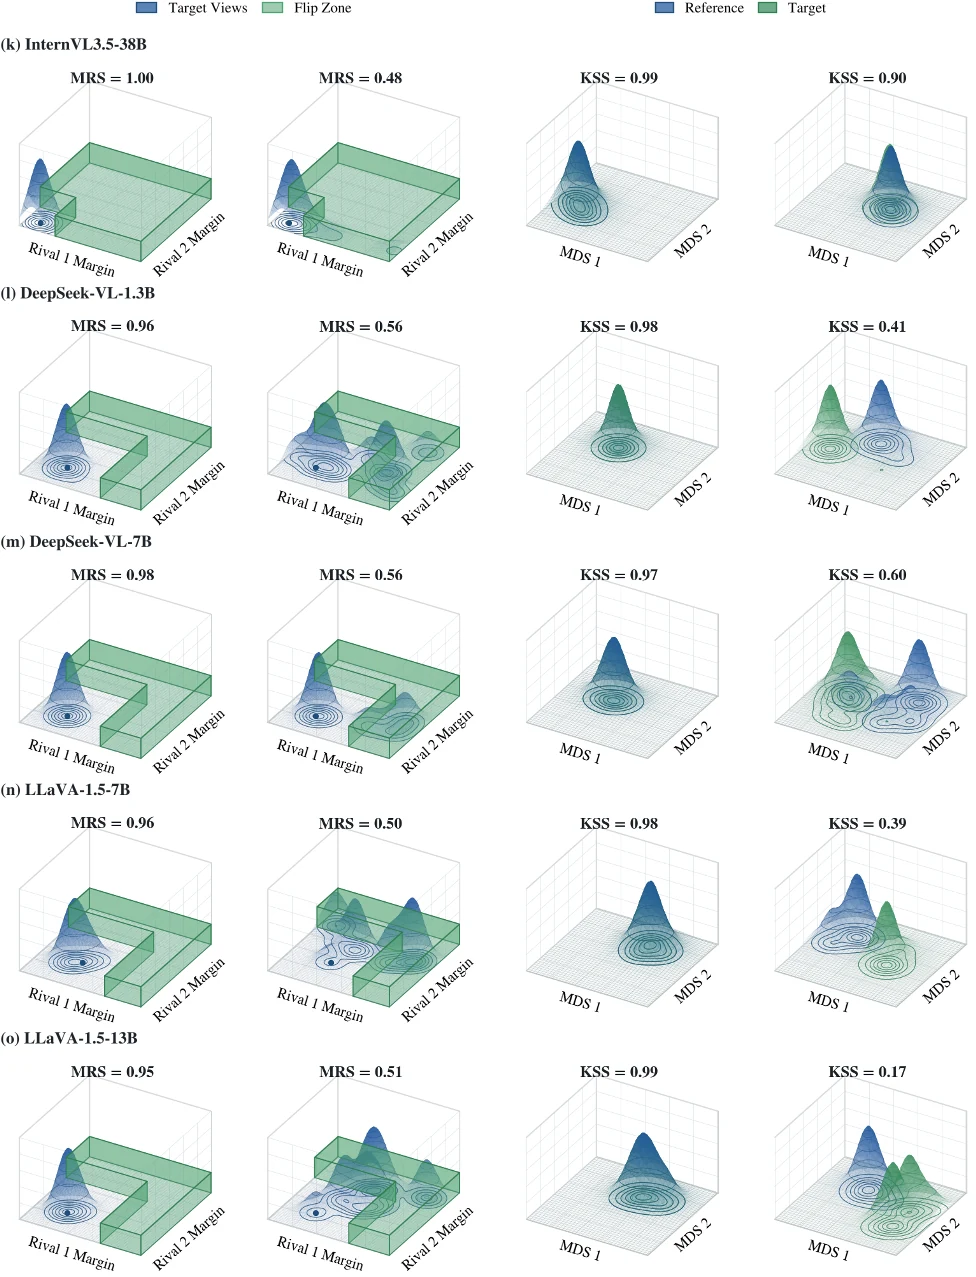 Target Views Flip Zone Reference Target
(k) InternVL3.5-38B
MRS = 1.00 MRS = 0.48 KSS = 0.99 KSS = 0.90
Rival 1 Margin Rival 2 Margin Rival 1 Margin Rival 2 Margin MDS 1 MDS 2 MDS 1 MDS 2
(l) DeepSeek-VL-1.3B
MRS = 0.96 MRS = 0.56 KSS = 0.98 KSS = 0.41
Rival 1 Margin Rival 2 Margin Rival 1 Margin Rival 2 Margin MDS 1 MDS 2 MDS 1 MDS 2
(m) DeepSeek-VL-7B
MRS = 0.98 MRS = 0.56 KSS = 0.97 KSS = 0.60
Rival 1 Margin Rival 2 Margin Rival 1 Margin Rival 2 Margin MDS 1 MDS 2 MDS 1 MDS 2
(n) LLaVA-1.5-7B
MRS = 0.96 MRS = 0.50 KSS = 0.98 KSS = 0.39
Rival 1 Margin Rival 2 Margin Rival 1 Margin Rival 2 Margin MDS 1 MDS 2 MDS 1 MDS 2
(o) LLaVA-1.5-13B
MRS = 0.95 MRS = 0.51 KSS = 0.99 KSS = 0.17
Rival 1 Margin Rival 2 Margin Rival 1 Margin Rival 2 Margin MDS 1 MDS 2 MDS 1 MDS 2